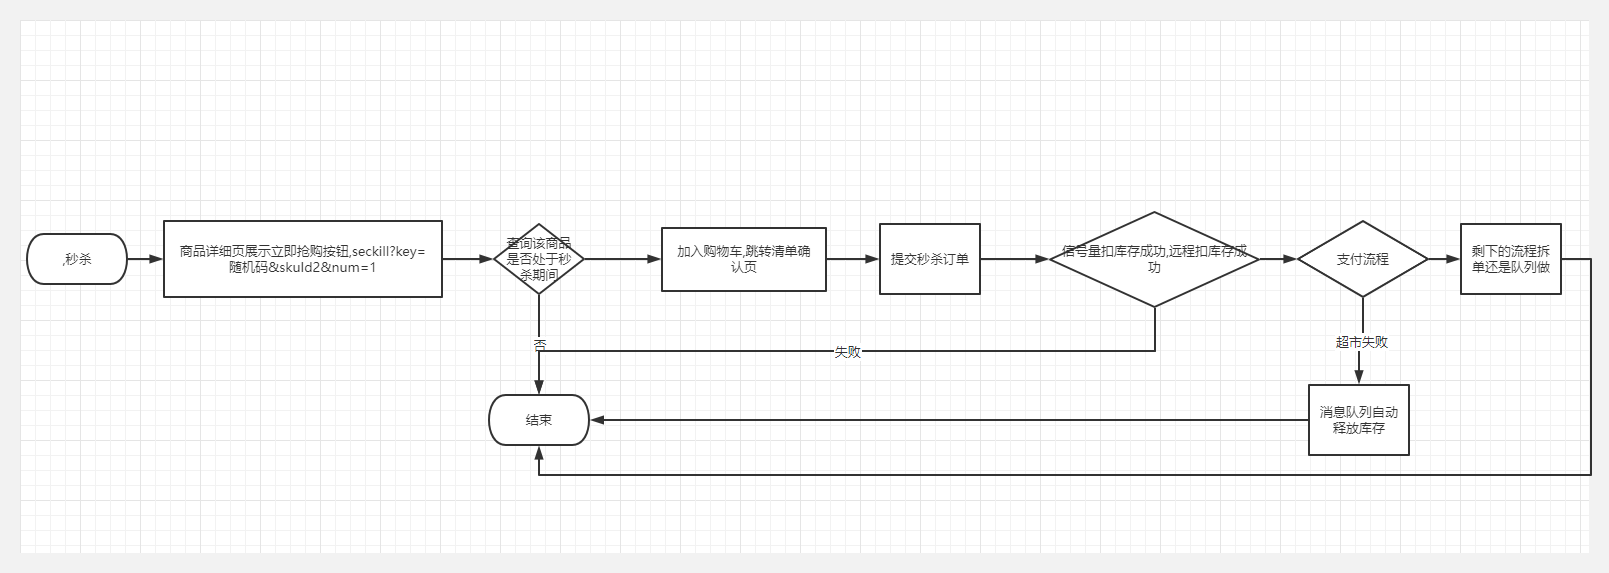 ,秒杀
商品详细页展示立即抢购按钮,seckill?key=
随机码&skuId2&num=1
查询该商品
是否处于秒
杀期间
加入购物车,跳转清单确
认页
提交秒杀订单
信号量扣库存成功,远程扣库存成
功
支付流程
剩下的流程拆
单还是队列做
否
失败
超市失败
消息队列自动
释放库存
结束